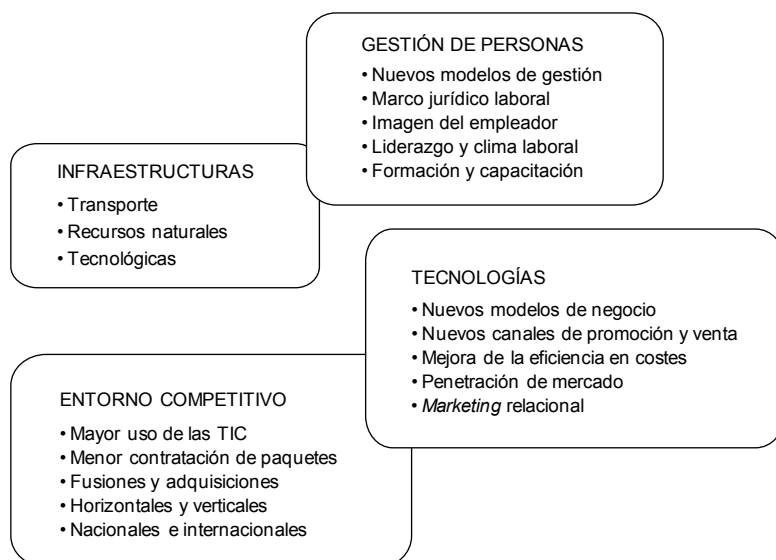 GESTIÓN DE PERSONAS
• Nuevos modelos de gestión
• Marco jurídico laboral
• Imagen del empleador
• Liderazgo y clima laboral
• Formación y capacitación
INFRAESTRUCTURAS
• Transporte
• Recursos naturales
• Tecnológicas
TECNOLOGÍAS
• Nuevos modelos de negocio
• Nuevos canales de promoción y venta
• Mejora de la eficiencia en costes
• Penetración de mercado
• Marketing relacional
ENTORNO COMPETITIVO
• Mayor uso de las TIC
• Menor contratación de paquetes
• Fusiones y adquisiciones
• Horizontales y verticales
• Nacionales e internacionales